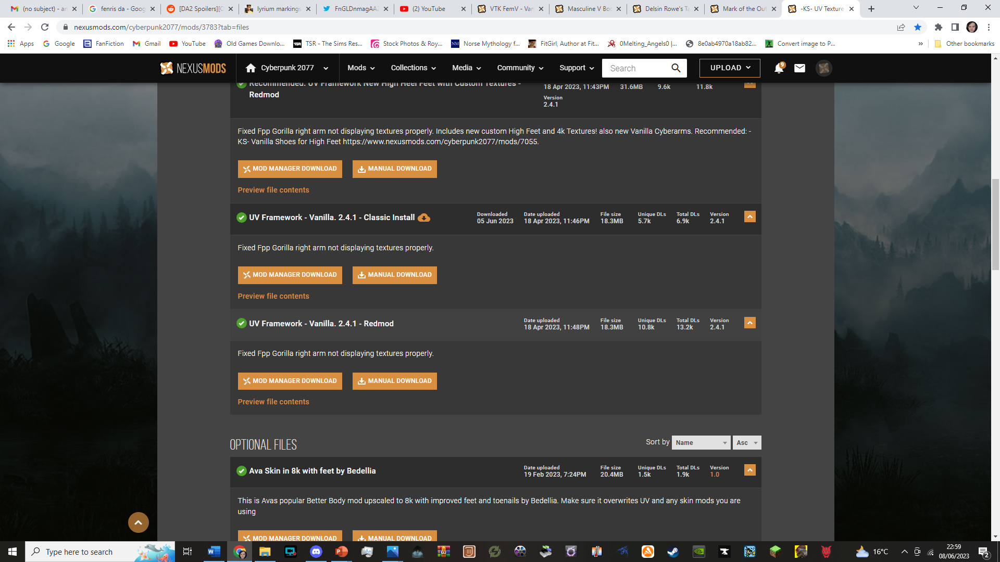 (no subject) - an
fenris da - Goog
[DA2 Spoilers][C
lyrium markings
FnGLDnmagAA
(2) YouTube
VTK FemV - Van
Masculine V Bo
Delsin Rowe's Ta
Mark of the Out
-KS- UV Texture
nexusmods.com/cyberpunk2077/mods/3783?tab=files
Apps
Google
FanFiction
Gmail
YouTube
Old Games Downlo...
TSR TSR - The Sims Res...
Stock Photos & Roy...
NM Norse Mythology f...
FitGirl, Author at Fit...
0Melting_Angels0 |...
8e0ab4970a18ab82...
Convert image to P...
»
Other bookmarks
NEXUSMODS
Cyberpunk 2077
Mods
Collections
Media
Community
Support
Search
UPLOAD
9
Recommended. UV Framework New High Heel Feet with Custom Textures -
Redmod
18 Apr 2023, 11:43PM 31.6MB 9.6k 11.8k
Version
2.4.1
Fixed Fpp Gorilla right arm not displaying textures properly. Includes new custom High Feet and 4k Textures! also new Vanilla Cyberarms. Recommended: -
KS- Vanilla Shoes for High Feet https://www.nexusmods.com/cyberpunk2077/mods/7055.
MOD MANAGER DOWNLOAD MANUAL DOWNLOAD
Preview file contents
UV Framework - Vanilla. 2.4.1 - Classic Install
Downloaded Date uploaded File size Unique DLs Total DLs Version
05 Jun 2023 18 Apr 2023, 11:46PM 18.3MB 5.7k 6.9k 2.4.1
Fixed Fpp Gorilla right arm not displaying textures properly.
MOD MANAGER DOWNLOAD MANUAL DOWNLOAD
Preview file contents
UV Framework - Vanilla. 2.4.1 - Redmod
Date uploaded File size Unique DLs Total DLs Version
18 Apr 2023, 11:48PM 18.3MB 10.8k 13.2k 2.4.1
Fixed Fpp Gorilla right arm not displaying textures properly.
MOD MANAGER DOWNLOAD MANUAL DOWNLOAD
Preview file contents
OPTIONAL FILES
Sort by Name Asc
Ava Skin in 8k with feet by Bedellia
Date uploaded File size Unique DLs Total DLs Version
19 Feb 2023, 7:24PM 20.4MB 1.5k 1.9k 1.0
This is Avas popular Better Body mod upscaled to 8k with improved feet and toenails by Bedellia. Make sure it overwrites UV and any skin mods you are
using
MOD MANAGER DOWNLOAD MANUAL DOWNLOAD
Type here to search
16°C
22:59
08/06/2023
2